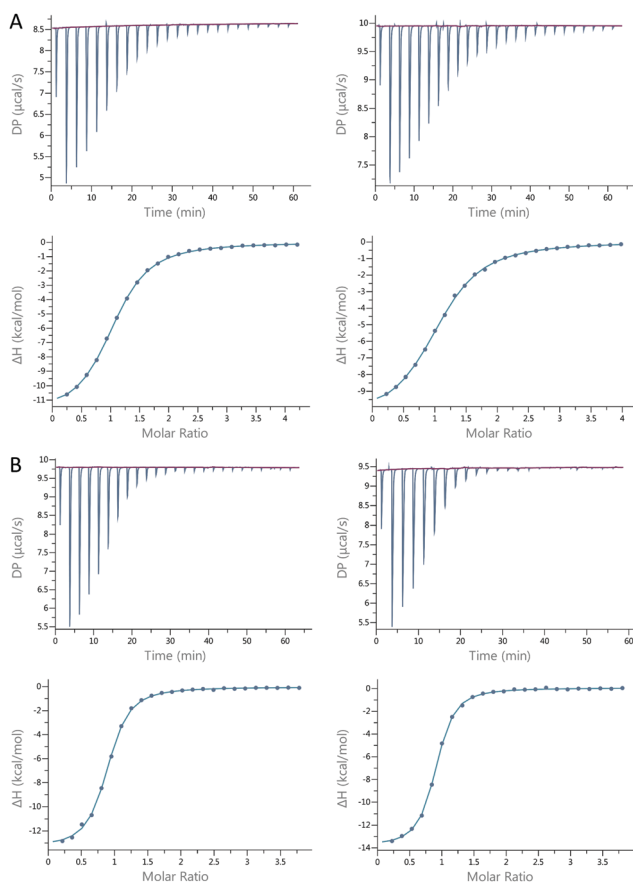 A
DP (µcal/s)
8.5
8
7.5
7
6.5
6
5.5
5
0 10 20 30 40 50 60
Time (min)
DP (µcal/s)
10
9.5
9
8.5
8
7.5
0 10 20 30 40 50 60
Time (min)
ΔH (kcal/mol)
0
-1
-2
-3
-4
-5
-6
-7
-8
-9
-10
-11
0 0.5 1 1.5 2 2.5 3 3.5 4
Molar Ratio
ΔH (kcal/mol)
0
-1
-2
-3
-4
-5
-6
-7
-8
-9
0 0.5 1 1.5 2 2.5 3 3.5 4
Molar Ratio
B
DP (µcal/s)
10
9.5
9
8.5
8
7.5
7
6.5
6
5.5
0 10 20 30 40 50 60
Time (min)
DP (µcal/s)
9.5
9
8.5
8
7.5
7
6.5
6
5.5
0 10 20 30 40 50 60
Time (min)
ΔH (kcal/mol)
0
-2
-4
-6
-8
-10
-12
0 0.5 1 1.5 2 2.5 3 3.5
Molar Ratio
ΔH (kcal/mol)
0
-2
-4
-6
-8
-10
-12
-14
0 0.5 1 1.5 2 2.5 3 3.5
Molar Ratio